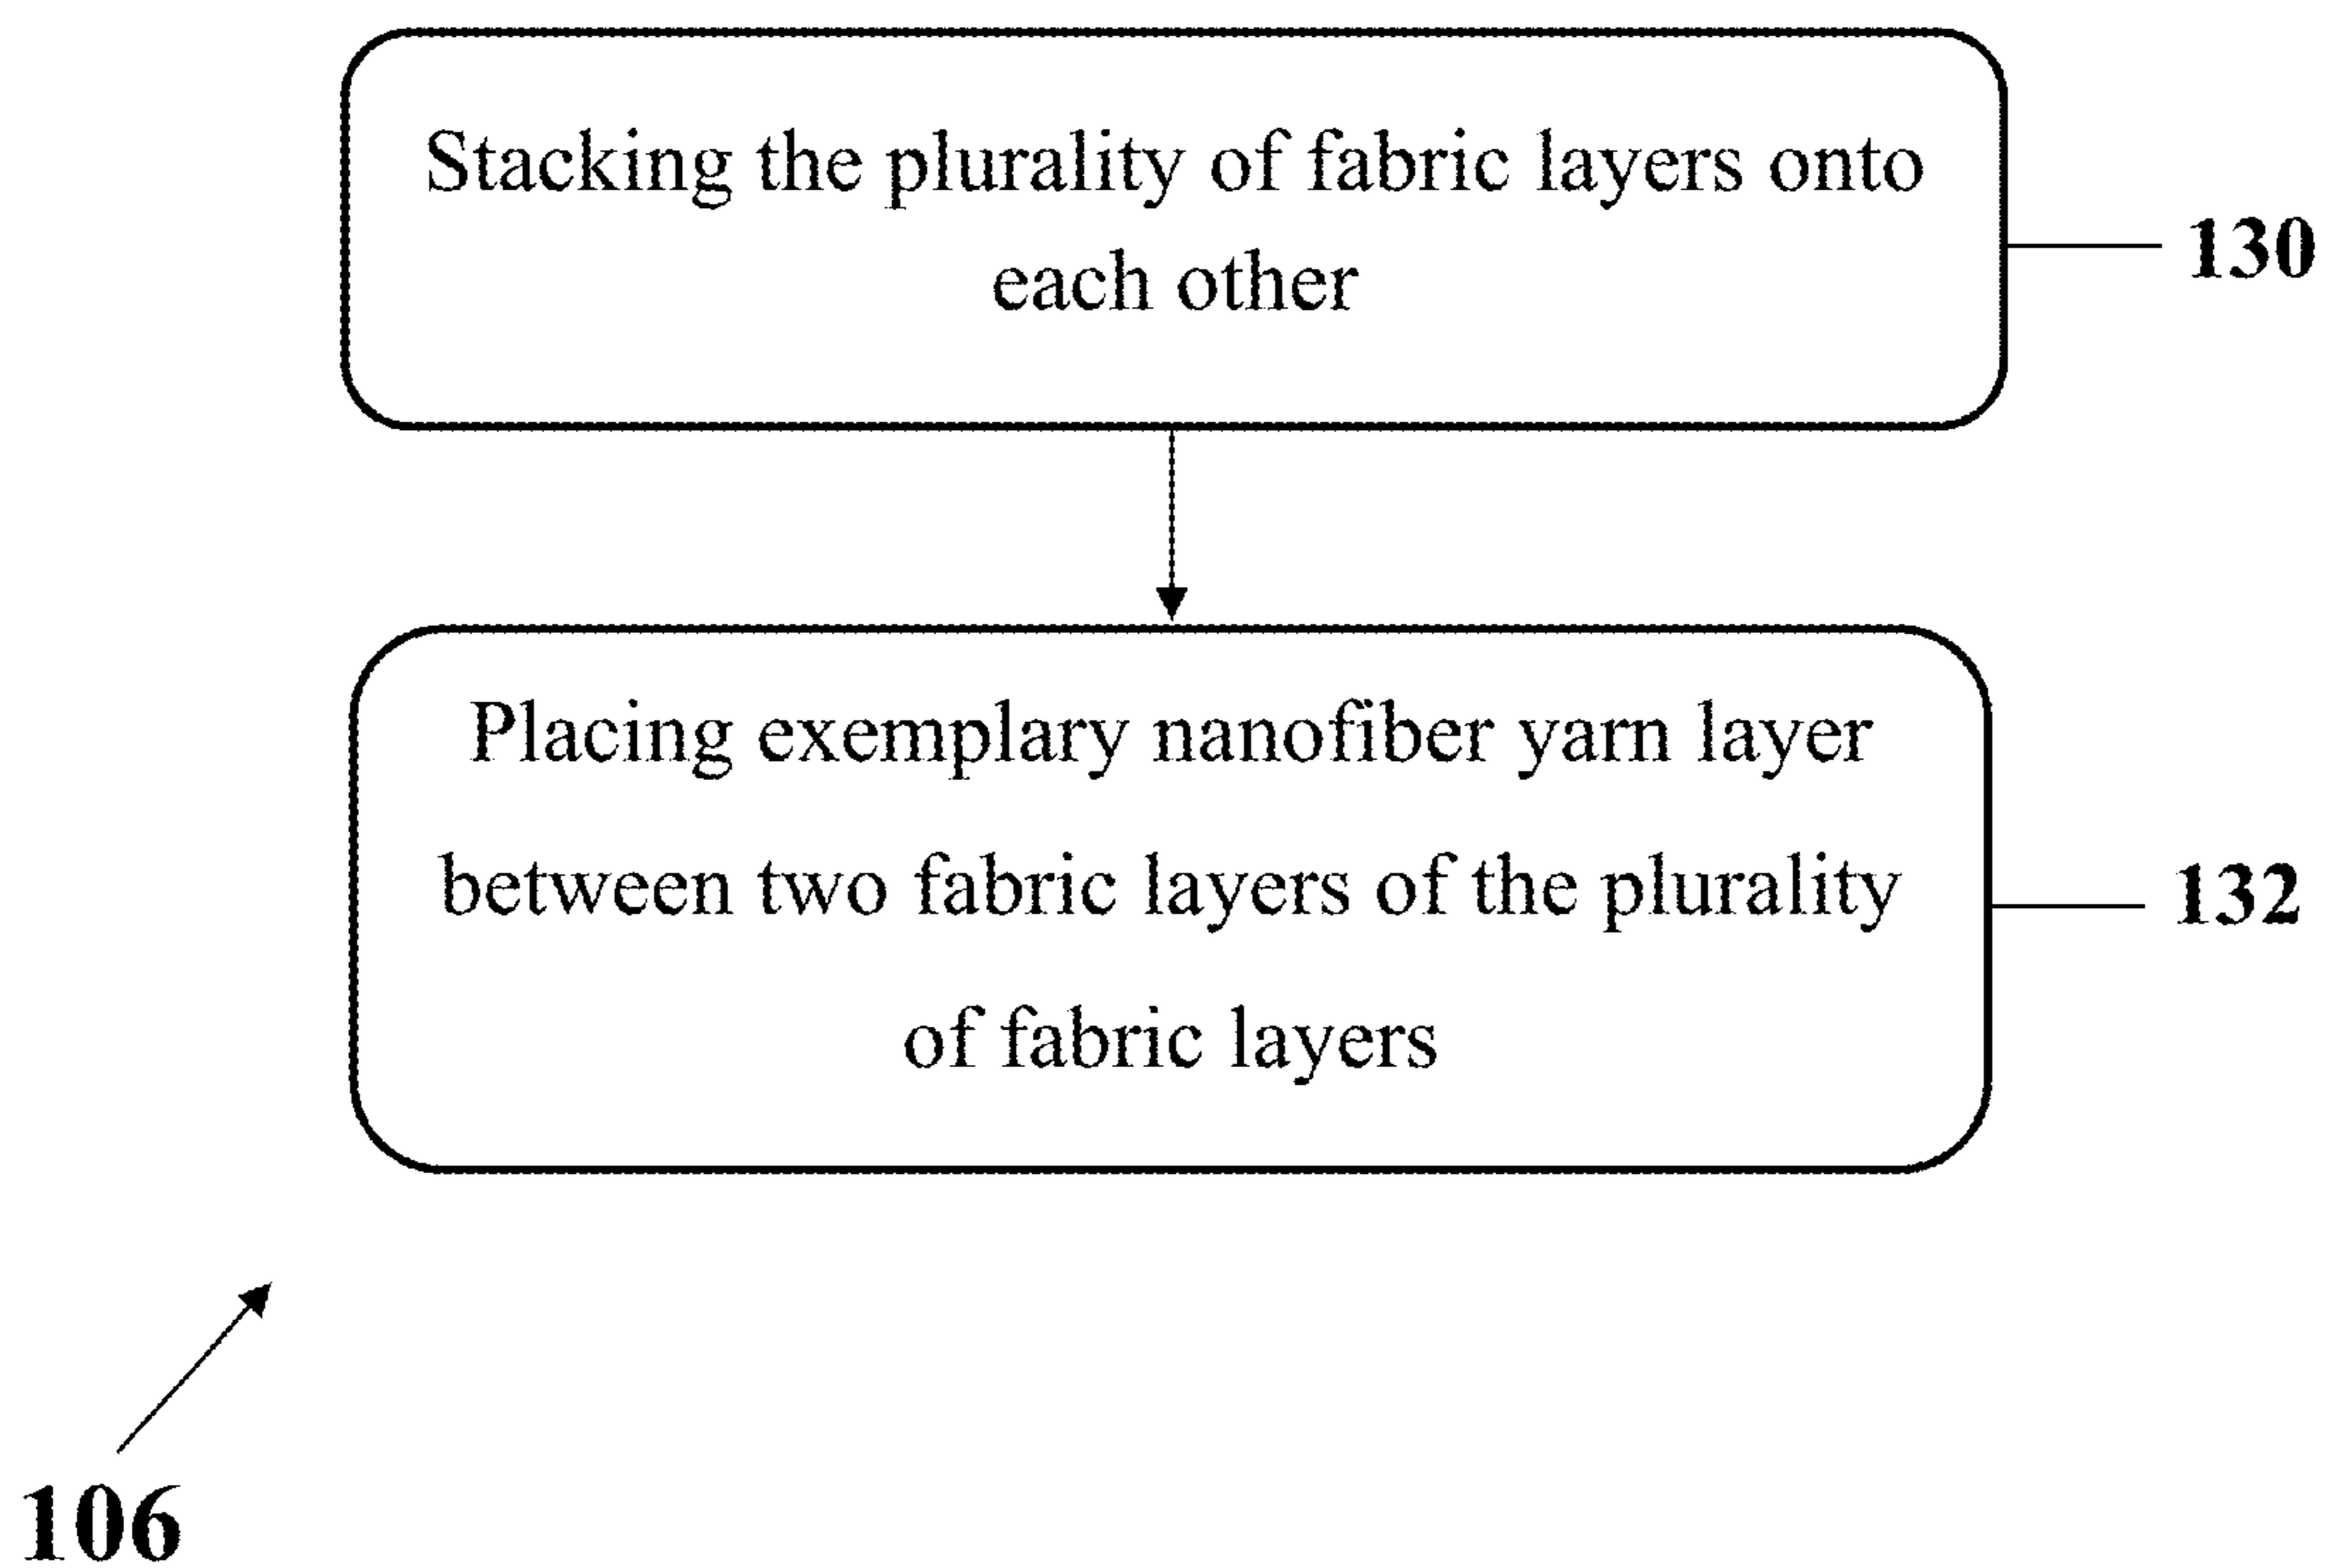 Stacking the plurality of fabric layers onto
each other
130
Placing exemplary nanofiber yarn layer
between two fabric layers of the plurality
of fabric layers
132
106